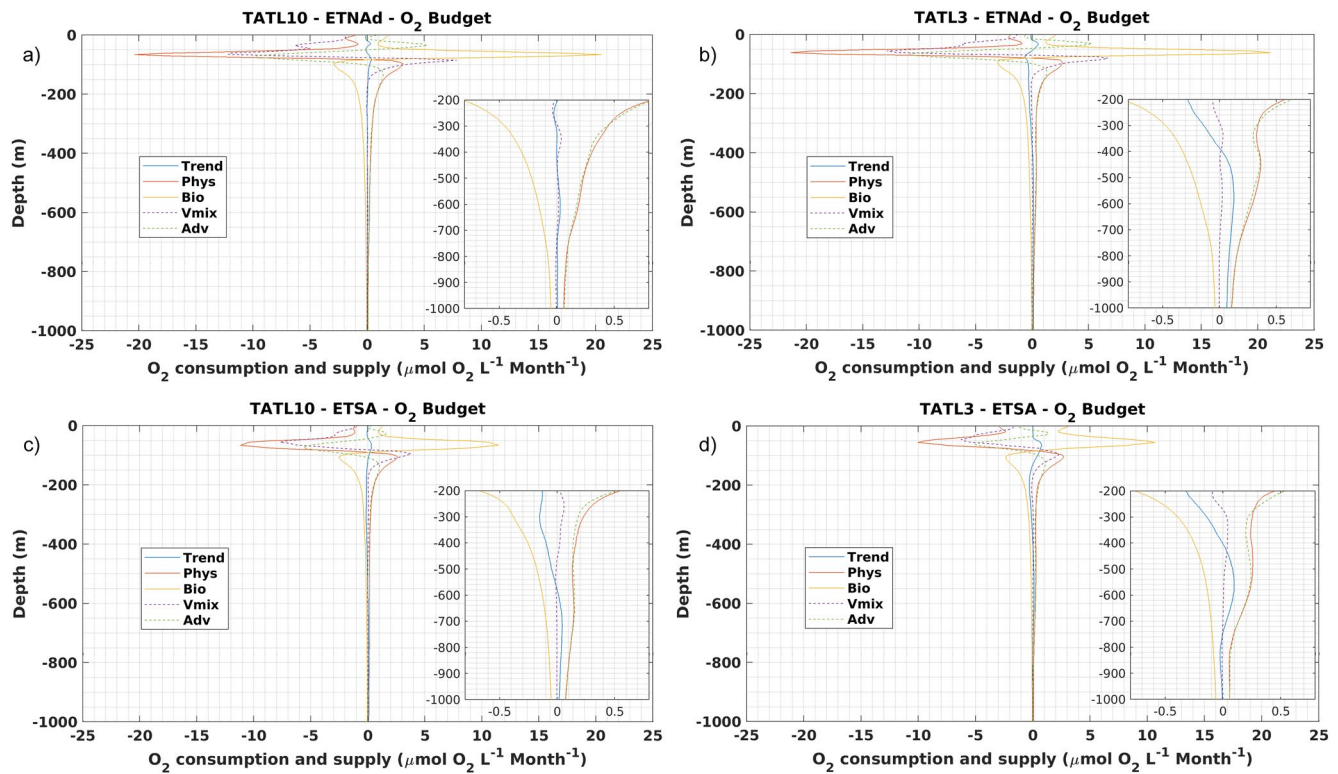 TATL10 - ETNAd - O2 Budget
a)
0
-200
-400
-600
-800
-1000
Depth (m)
Trend
Phys
Bio
Vmix
Adv
-200
-300
-400
-500
-600
-700
-800
-900
-1000
-0.5 0 0.5
-25 -20 -15 -10 -5 0 5 10 15 20 25
O2 consumption and supply (μmol O2 L-1 Month-1)
TATL3 - ETNAd - O2 Budget
b)
0
-200
-400
-600
-800
-1000
Depth (m)
Trend
Phys
Bio
Vmix
Adv
-200
-300
-400
-500
-600
-700
-800
-900
-1000
-0.5 0 0.5
-25 -20 -15 -10 -5 0 5 10 15 20 25
O2 consumption and supply (μmol O2 L-1 Month-1)
TATL10 - ETSA - O2 Budget
c)
0
-200
-400
-600
-800
-1000
Depth (m)
Trend
Phys
Bio
Vmix
Adv
-200
-300
-400
-500
-600
-700
-800
-900
-1000
-0.5 0 0.5
-25 -20 -15 -10 -5 0 5 10 15 20 25
O2 consumption and supply (μmol O2 L-1 Month-1)
TATL3 - ETSA - O2 Budget
d)
0
-200
-400
-600
-800
-1000
Depth (m)
Trend
Phys
Bio
Vmix
Adv
-200
-300
-400
-500
-600
-700
-800
-900
-1000
-0.5 0 0.5
-25 -20 -15 -10 -5 0 5 10 15 20 25
O2 consumption and supply (μmol O2 L-1 Month-1)